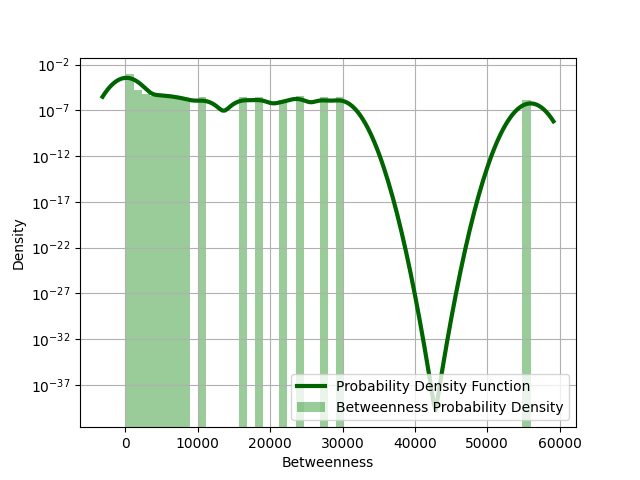 10^{-2}
10^{-7}
10^{-12}
10^{-17}
10^{-22}
10^{-27}
10^{-32}
10^{-37}
Density
Probability Density Function
Betweenness Probability Density
0 10000 20000 30000 40000 50000 60000
Betweenness